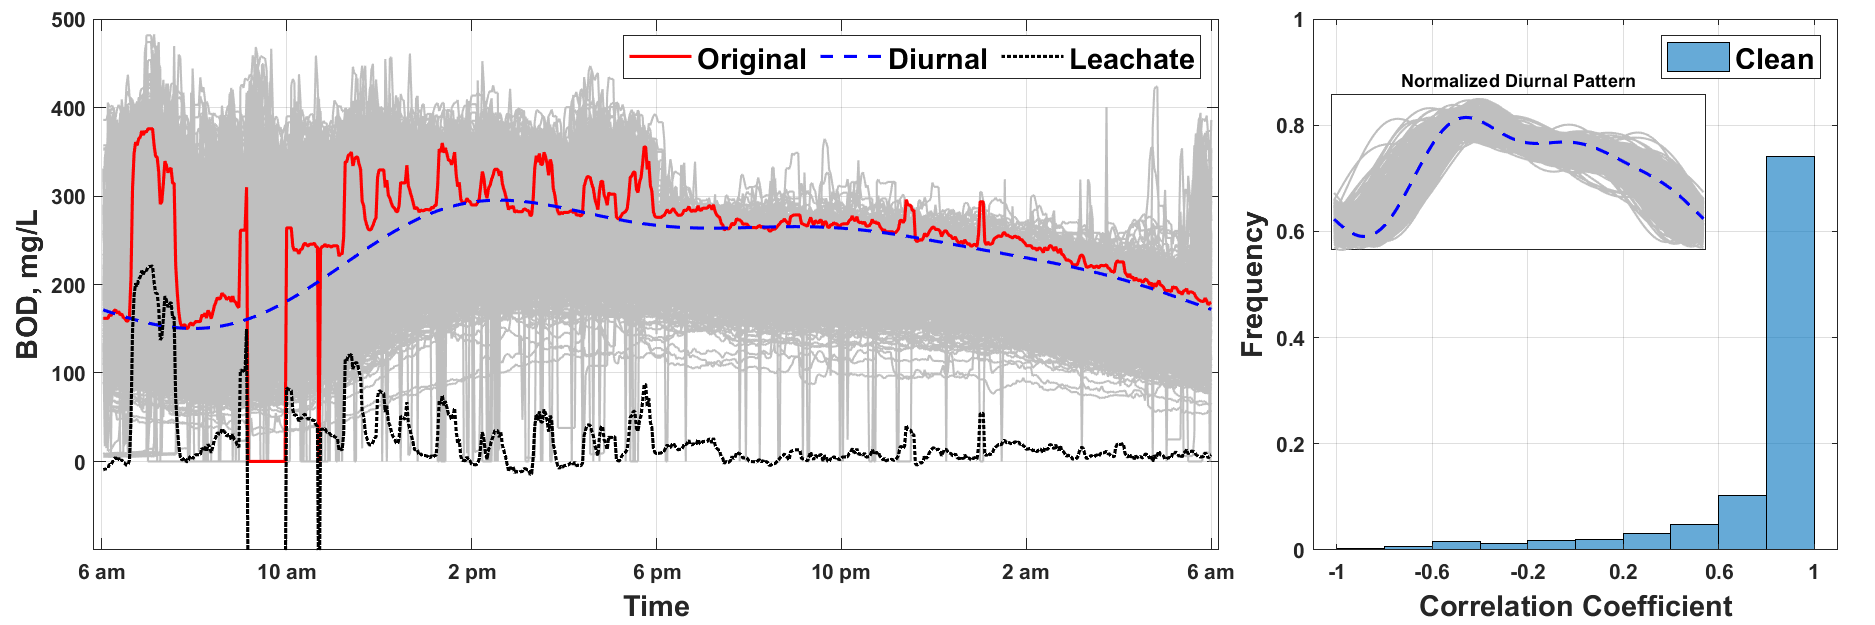 500
400
300
200
100
0
BOD, mg/L
Original Diurnal Leachate
6 am 10 am 2 pm 6 pm 10 pm 2 am 6 am
Time
1
0.8
0.6
0.4
0.2
0
Frequency
Clean
Normalized Diurnal Pattern
-1 -0.6 -0.2 0.2 0.6 1
Correlation Coefficient